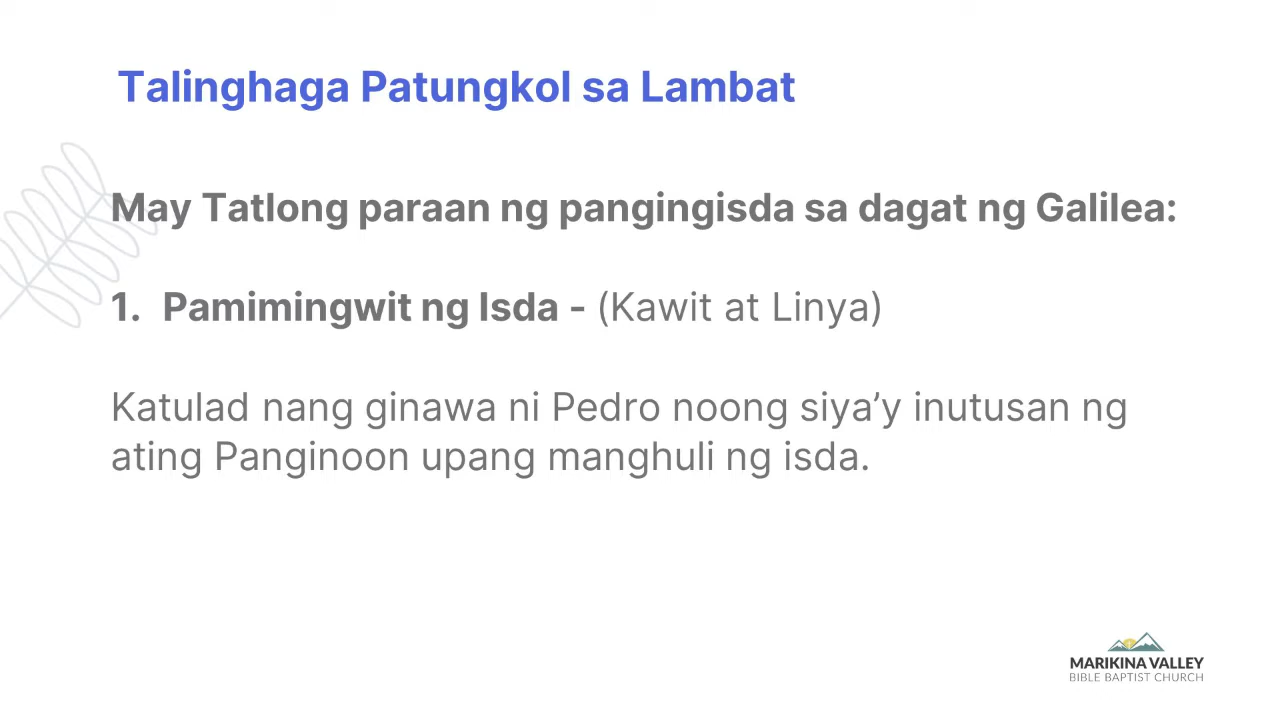 Talinghaga Patungkol sa Lambat
May Tatlong paraan ng pangingisda sa dagat ng Galilea:
1. Pamimingwit ng Isda - (Kawit at Linya)
Katulad nang ginawa ni Pedro noong siya’y inutusan ng
ating Panginoon upang manghuli ng isda.
MARIKINA VALLEY
BIBLE BAPTIST CHURCH